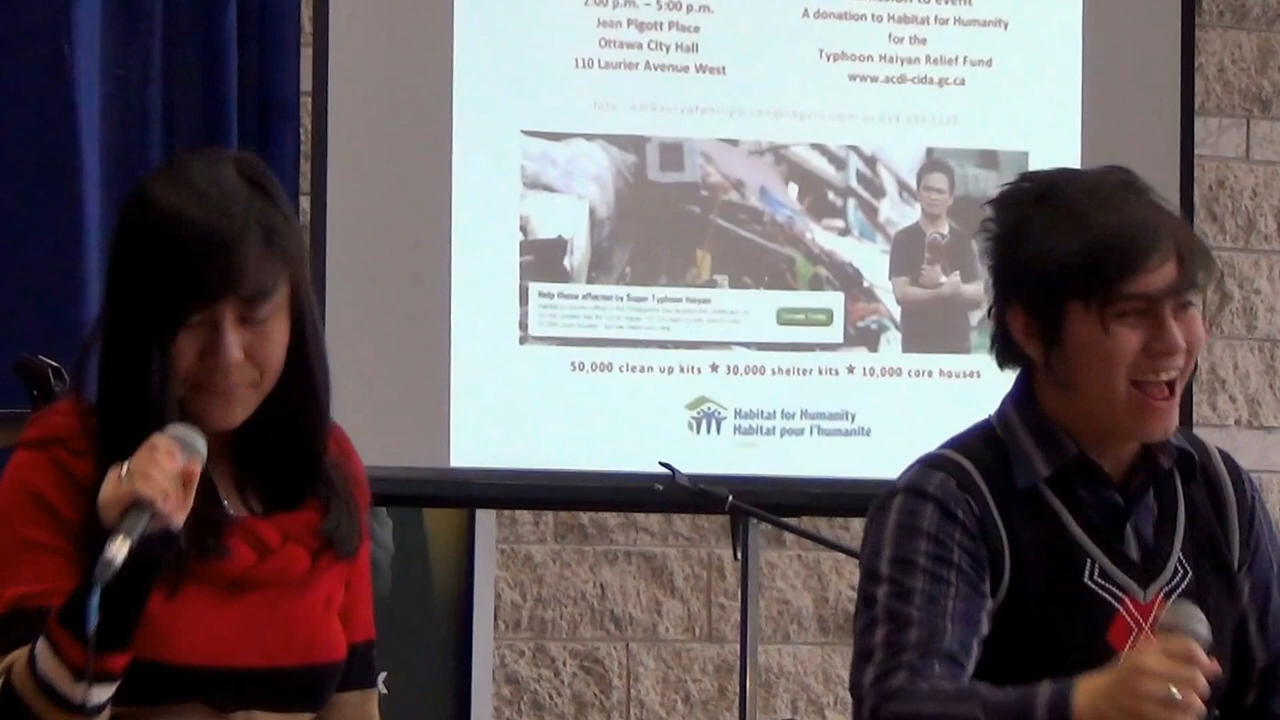 2:00 p.m. – 5:00 p.m.
Jean Pigott Place
Ottawa City Hall
110 Laurier Avenue West
to event
A donation to Habitat for Humanity
for the
Typhoon Haiyan Relief Fund
www.acdi-cida.gc.ca
Help those affected by Super Typhoon Haiyan
50,000 clean up kits ★ 30,000 shelter kits ★ 10,000 core houses
Habitat for Humanity
Habitat pour l'humanité